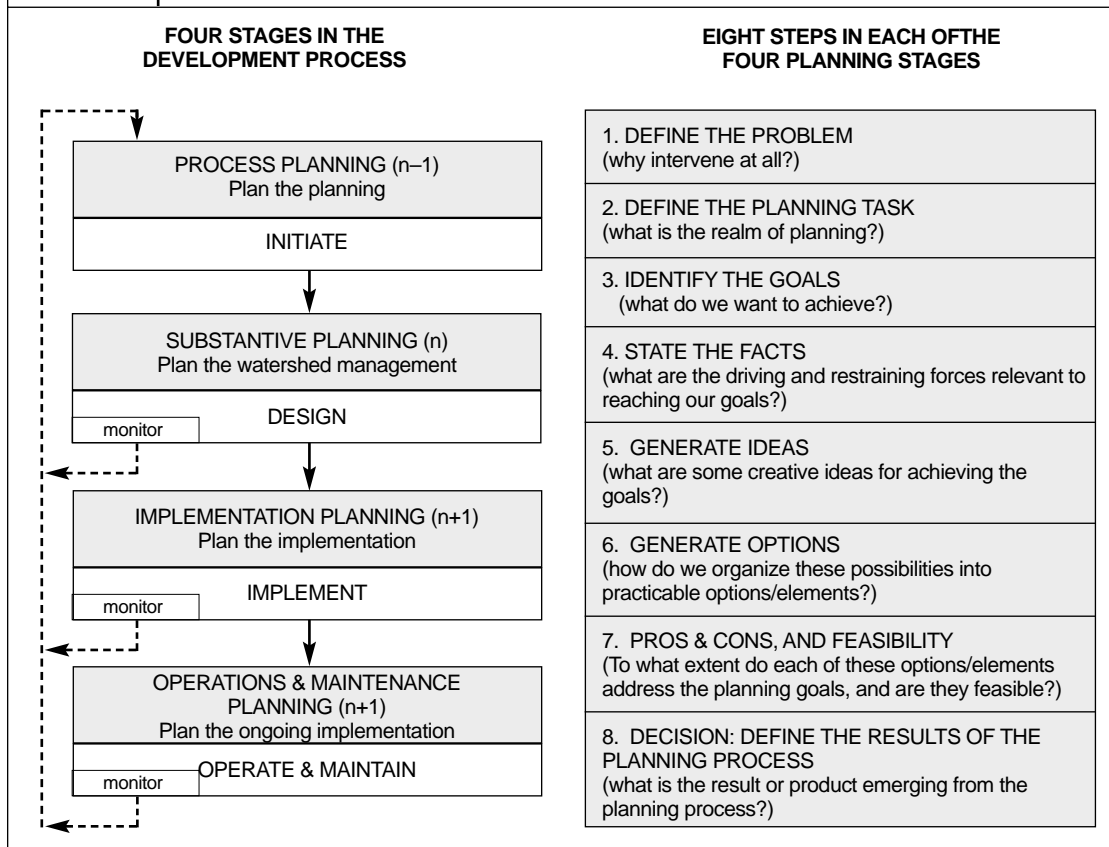 FOUR STAGES IN THE
DEVELOPMENT PROCESS
PROCESS PLANNING (n–1)
Plan the planning
INITIATE
SUBSTANTIVE PLANNING (n)
Plan the watershed management
DESIGN
monitor
IMPLEMENTATION PLANNING (n+1)
Plan the implementation
IMPLEMENT
monitor
OPERATIONS & MAINTENANCE
PLANNING (n+1)
Plan the ongoing implementation
OPERATE & MAINTAIN
monitor
EIGHT STEPS IN EACH OFTHE
FOUR PLANNING STAGES
1. DEFINE THE PROBLEM
(why intervene at all?)
2. DEFINE THE PLANNING TASK
(what is the realm of planning?)
3. IDENTIFY THE GOALS
(what do we want to achieve?)
4. STATE THE FACTS
(what are the driving and restraining forces relevant to
reaching our goals?)
5. GENERATE IDEAS
(what are some creative ideas for achieving the
goals?)
6. GENERATE OPTIONS
(how do we organize these possibilities into
practicable options/elements?)
7. PROS & CONS, AND FEASIBILITY
(To what extent do each of these options/elements
address the planning goals, and are they feasible?)
8. DECISION: DEFINE THE RESULTS OF THE
PLANNING PROCESS
(what is the result or product emerging from the
planning process?)